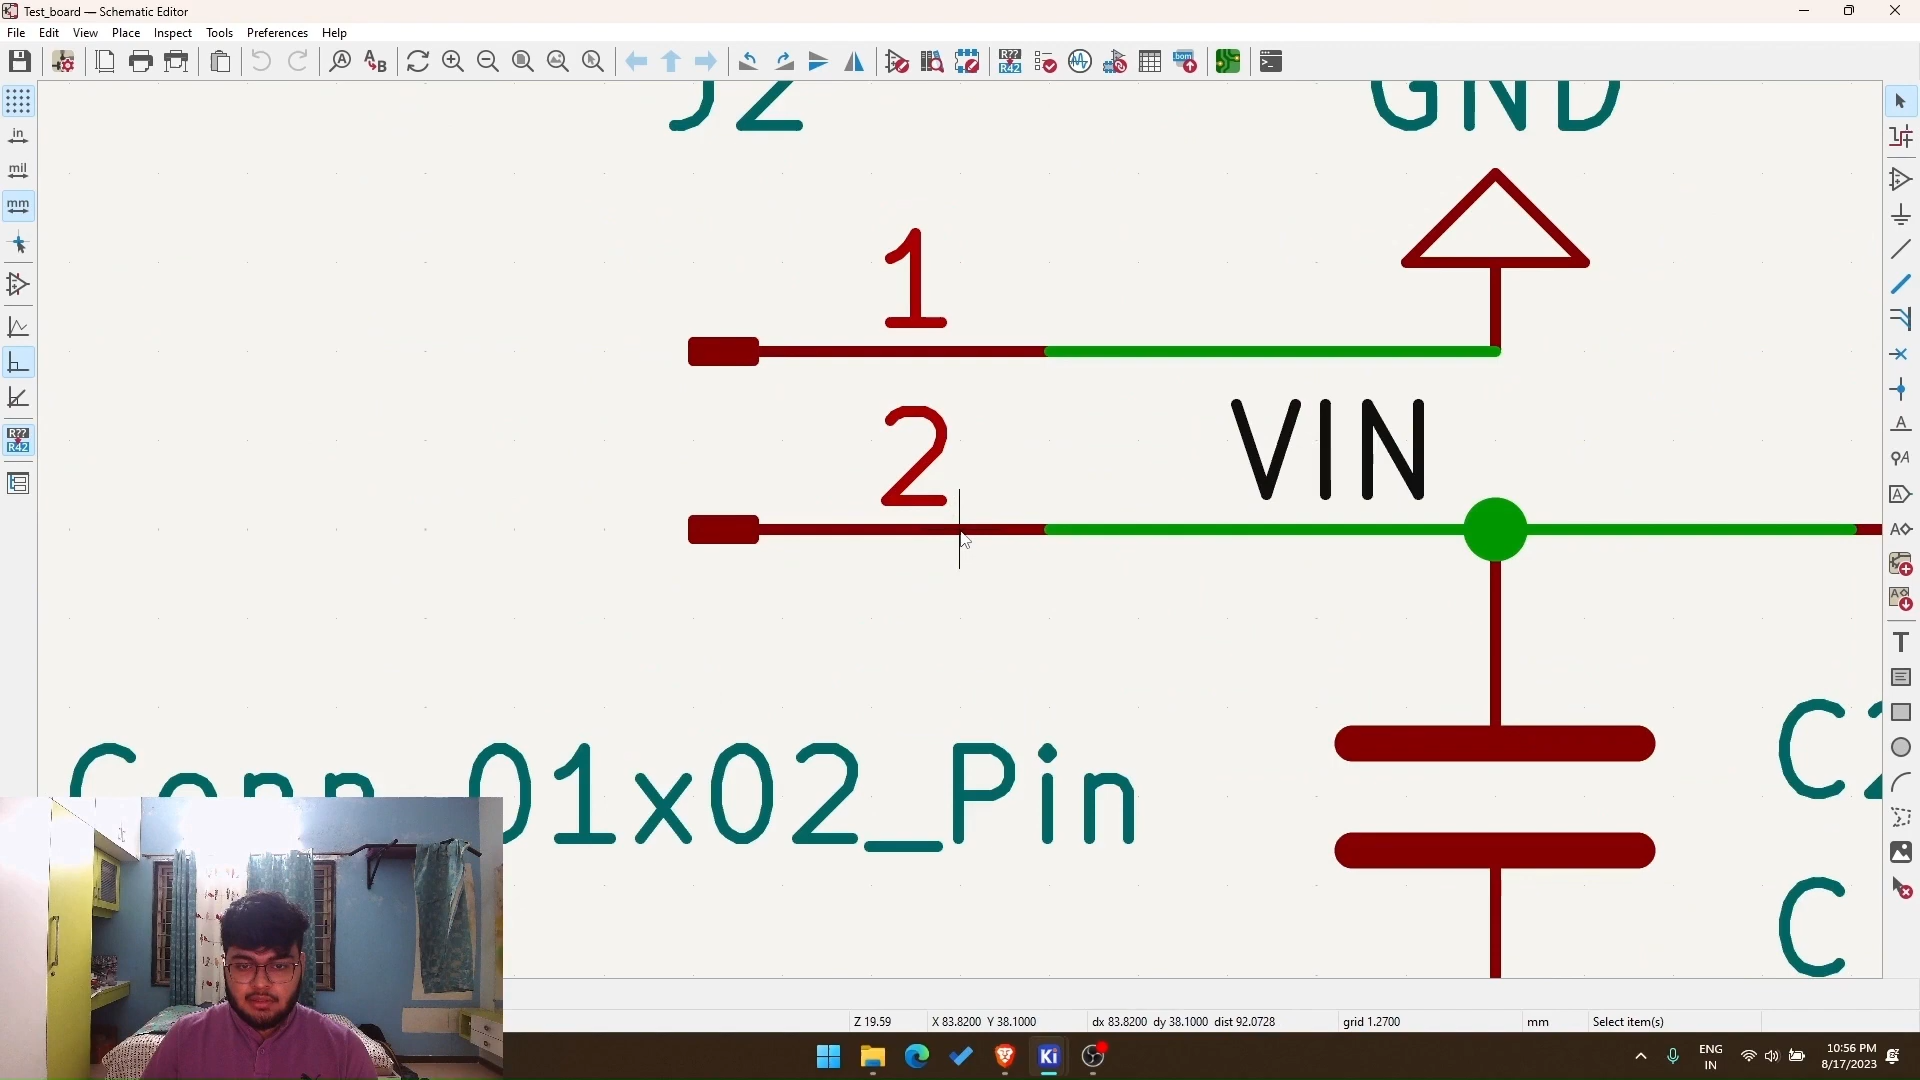 Test_board — Schematic Editor
File Edit View Place Inspect Tools Preferences Help
J2
GND
in
mil
mm
1
VIN
2
R??
R42
Conn_01x02_Pin
C2
C
Z 19.59 X 83.8200 Y 38.1000 dx 83.8200 dy 38.1000 dist 92.0728 grid 1.2700 mm Select item(s)
ENG
IN
10:56 PM
8/17/2023